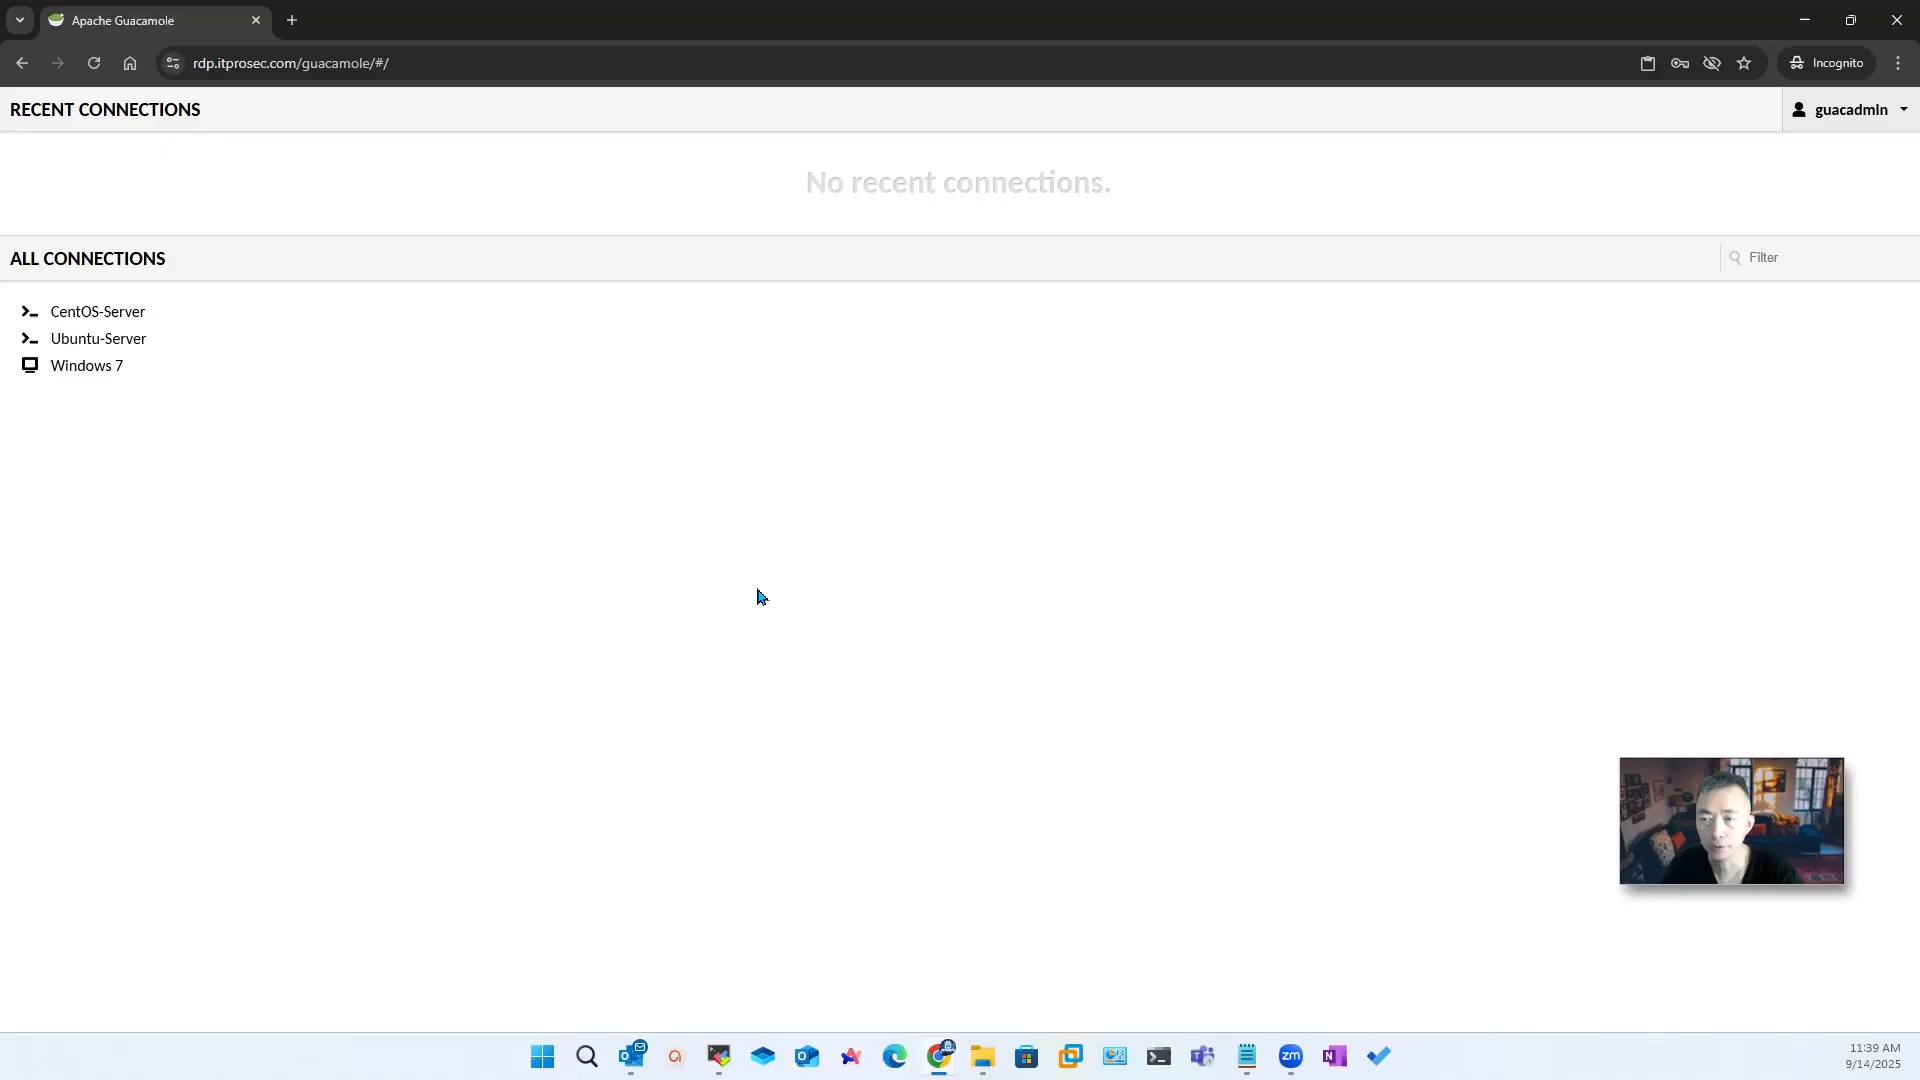 Apache Guacamole
rdp.itprosec.com/guacamole/#/
Incognito
RECENT CONNECTIONS
guacadmin
No recent connections.
ALL CONNECTIONS
Filter
CentOS-Server
Ubuntu-Server
Windows 7
zm
11:39 AM
9/14/2025